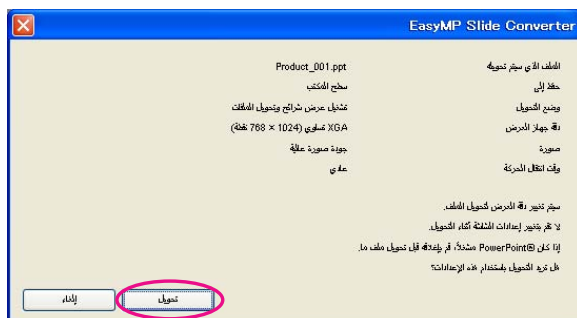 EasyMP Slide Converter
الملف الذي سيتم تحويله Product_001.ppt
حفظ إلى سطح المكتب
وضع التحويل تشغيل عرض شرائح وتحويل الملفات
دقة جهاز العرض XGA تساوي (1024 × 768 نقطة)
صورة جودة صورة عالية
وقت انتقال الحركة عادي
سيتم تغيير دقة العرض لتحويل الملف.
لا تقم بتغيير إعدادات الشاشة أثناء التحويل.
إذا كان PowerPoint® مشغلاً، قم بإغلاقه قبل تحويل ملف ما.
هل تريد التحويل باستخدام هذه الإعدادات؟
تحويل إلغاء